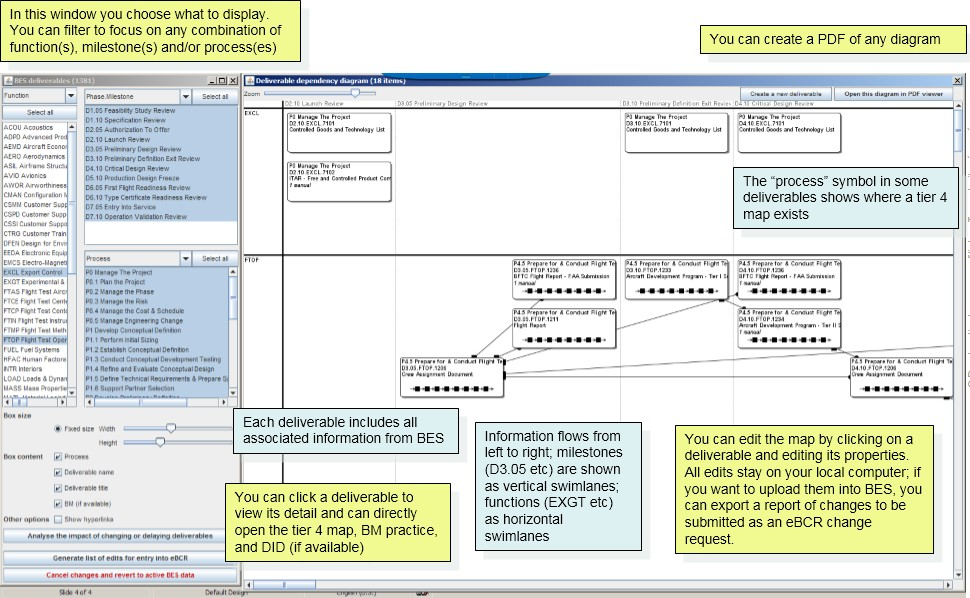 In this window you choose what to display.
You can filter to focus on any combination of
function(s), milestone(s) and/or process(es)
You can create a PDF of any diagram
BES deliverables (1381)
Function
Select all
ACOU Acoustics
ADPD Advanced Prod
AEMD Aircraft Econor
AERO Aerodynamics
ASIL Airframe Structu
AVIO Avionics
AWOR Airworthiness
CMAN Configuration M
CSMM Customer Supp
CSPD Customer Supp
CSSI Customer Suppo
CTRG Customer Train
DFEN Design for Envir
EEDA Electronic Equip
EMCS Electro-Magnet
EXCL Export Control
EXGT Experimental &
FTAS Flight Test Aircr
FTCE Flight Test Cente
FTCP Flight Test Contr
FTIN Flight Test Instrur
FTMP Flight Test Meth
FTOP Flight Test Oper
FUEL Fuel Systems
HFAC Human Factors
INTR Interiors
LOAD Loads & Dynam
MASS Mass Propertie
Phase.Milestone
Select all
D1.05 Feasibility Study Review
D1.10 Specification Review
D2.05 Authorization To Offer
D2.10 Launch Review
D3.05 Preliminary Design Review
D3.10 Preliminary Definition Exit Review
D4.10 Critical Design Review
D5.10 Production Design Freeze
D6.05 First Flight Readiness Review
D6.10 Type Certificate Readiness Review
D7.05 Entry Into Service
D7.10 Operation Validation Review
Process
Select all
P0 Manage The Project
P0.1 Plan the Project
P0.2 Manage the Phase
P0.3 Manage the Risk
P0.4 Manage the Cost & Schedule
P0.5 Manage Engineering Change
P1 Develop Conceptual Definition
P1.1 Perform Initial Sizing
P1.2 Establish Conceptual Definition
P1.3 Conduct Conceptual Development Testing
P1.4 Refine and Evaluate Conceptual Design
P1.5 Define Technical Requirements & Prepare S
P1.6 Support Partner Selection
Box size
Fixed size Width
Height
Box content
Process
Deliverable name
Deliverable title
BM (if available)
Other options
Show hyperlinks
Analyse the impact of changing or delaying deliverables
Generate list of edits for entry into eBCR
Cancel changes and revert to active BES data
Deliverable dependency diagram (18 items)
Zoom
Create a new deliverable
Open this diagram in PDF viewer
D2.10 Launch Review
D3.05 Preliminary Design Review
D3.10 Preliminary Definition Exit Review
D4.10 Critical Design Review
EXCL
P0 Manage The Project
D2.10.EXCL.7101
Controlled Goods and Technology List
P0 Manage The Project
D3.10.EXCL.7101
Controlled Goods and Technology List
P0 Manage The Project
D4.10.EXCL.7101
Controlled Goods and Technology List
P0 Manage The Project
D2.10.EXCL.7102
ITAR - Free and Controlled Product Com
1 manual
The “process” symbol in some
deliverables shows where a tier 4
map exists
FTOP
P4.5 Prepare for & Conduct Flight Te
D3.05.FTOP.1236
BFTC Flight Report - FAA Submission
1 manual
P4.5 Prepare for & Conduct Flight Te
D3.10.FTOP.1233
Aircraft Development Program - Tier I S
P4.5 Prepare for & Conduct Flight Te
D4.10.FTOP.1236
BFTC Flight Report - FAA Submission
1 manual
P4.5 Prepare for & Conduct Flight Te
D3.05.FTOP.1211
Flight Report
P4.5 Prepare for & Conduct Flight Te
D4.10.FTOP.1234
Aircraft Development Program - Tier II S
P4.5 Prepare for & Conduct Flight Te
D3.05.FTOP.1206
Crew Assignment Document
P4.5 Prepare for & Conduct Flight Te
D4.10.FTOP.1206
Crew Assignment Document
Each deliverable includes all
associated information from BES
You can click a deliverable to
view its detail and can directly
open the tier 4 map, BM practice,
and DID (if available)
Information flows from
left to right; milestones
(D3.05 etc) are shown
as vertical swimlanes;
functions (EXGT etc)
as horizontal
swimlanes
You can edit the map by clicking on a
deliverable and editing its properties.
All edits stay on your local computer; if
you want to upload them into BES, you
can export a report of changes to be
submitted as an eBCR change
request.
Slide 4 of 4
Default Design